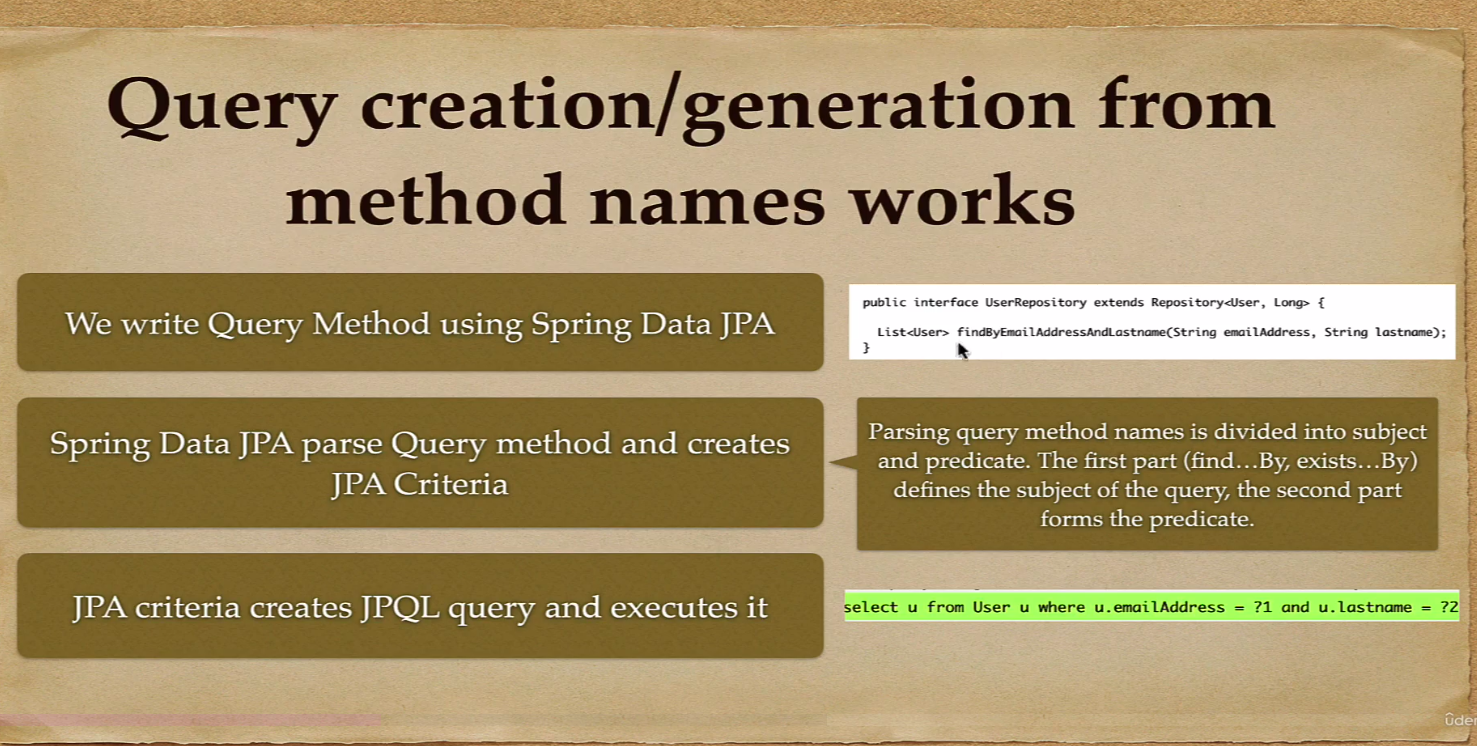 Query creation/generation from
method names works
We write Query Method using Spring Data JPA
public interface UserRepository extends Repository<User, Long> {
List<User> findByEmailAddressAndLastname(String emailAddress, String lastname);
}
Spring Data JPA parse Query method and creates
JPA Criteria
Parsing query method names is divided into subject
and predicate. The first part (find...By, exists...By)
defines the subject of the query, the second part
forms the predicate.
JPA criteria creates JPQL query and executes it
select u from User u where u.emailAddress = ?1 and u.lastname = ?2